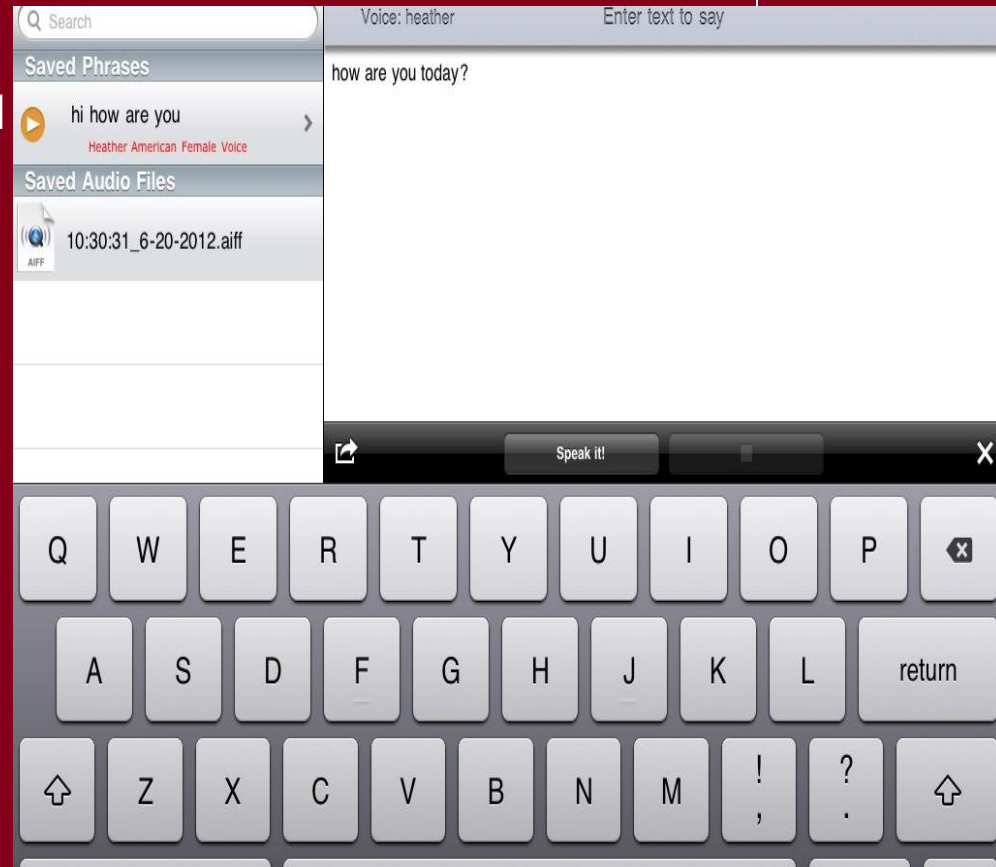 Search
Saved Phrases
hi how are you
Heather American Female Voice
Saved Audio Files
AIFF
10:30:31_6-20-2012.aiff
Voice: heather Enter text to say
how are you today?
Speak it!
Q W E R T Y U I O P
A S D F G H J K L return
Z X C V B N M ! , ? .